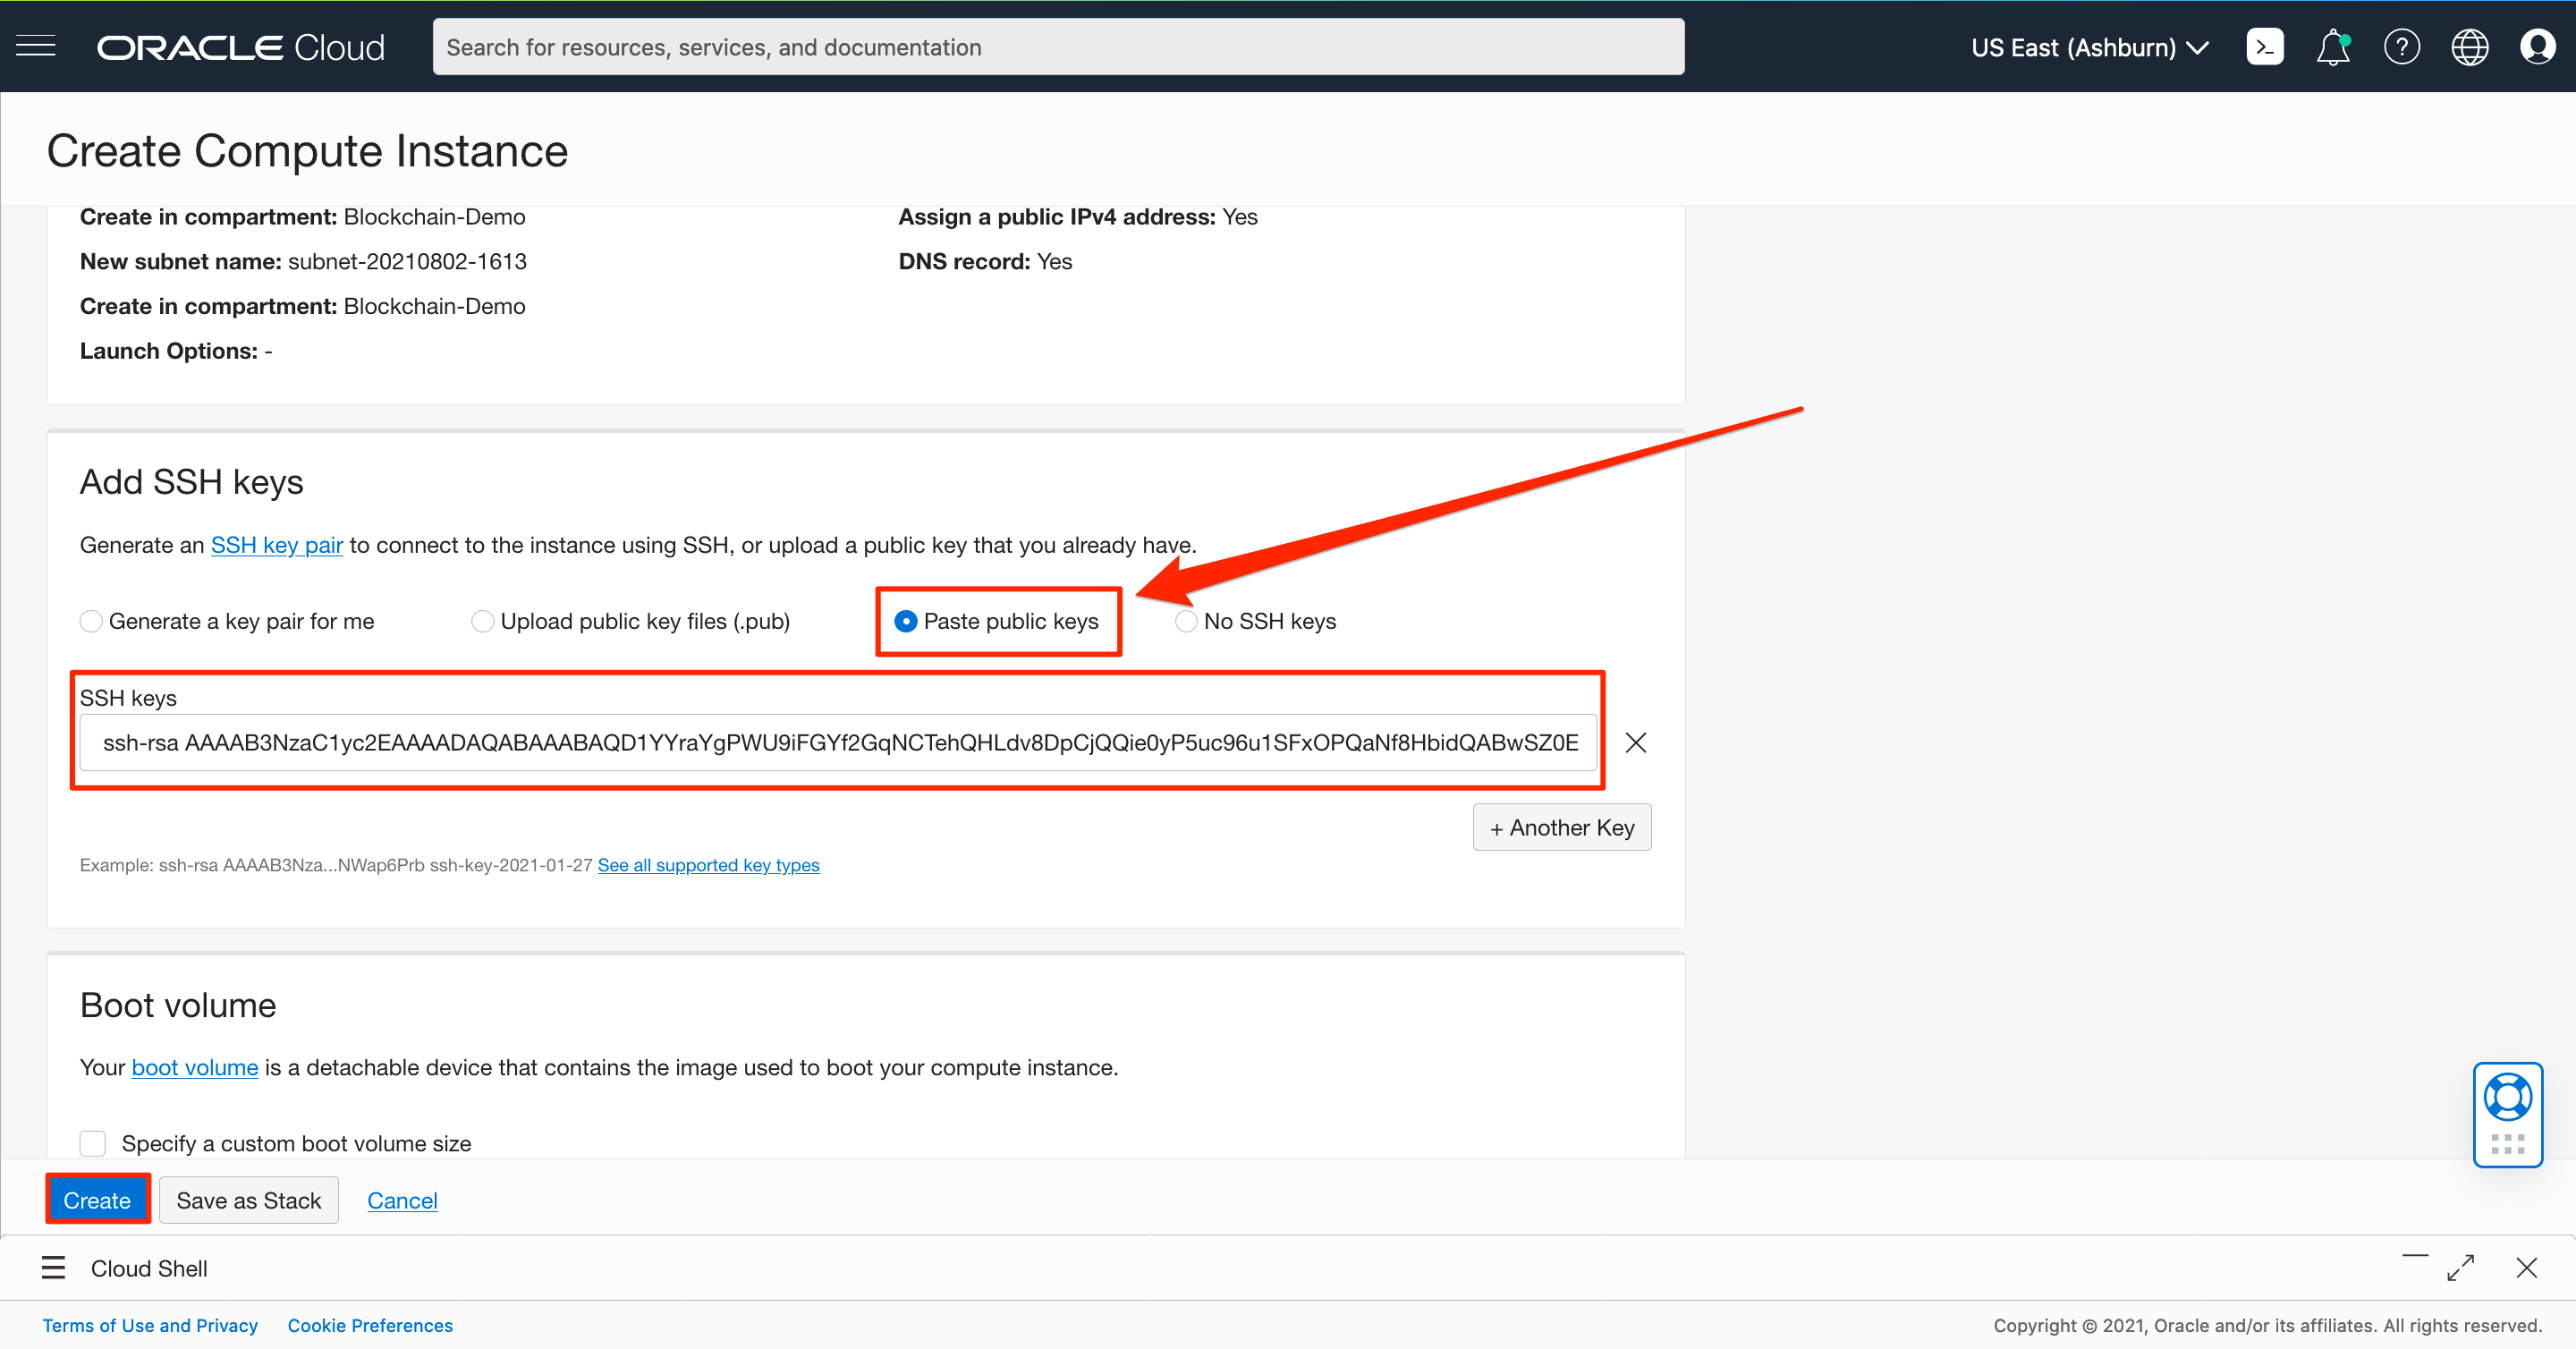 ORACLE Cloud
Search for resources, services, and documentation
US East (Ashburn)
Create Compute Instance
Create in compartment: Blockchain-Demo
Assign a public IPv4 address: Yes
New subnet name: subnet-20210802-1613
DNS record: Yes
Create in compartment: Blockchain-Demo
Launch Options: -
Add SSH keys
Generate an SSH key pair to connect to the instance using SSH, or upload a public key that you already have.
Generate a key pair for me
Upload public key files (.pub)
Paste public keys
No SSH keys
SSH keys
ssh-rsa AAAAB3NzaC1yc2EAAAADAQABAAABAQD1YYraYgPWU9iFGYf2GqNCTehQHLdv8DpCjQQie0yP5uc96u1SFxOPQaNf8HbidQABwSZ0E
+ Another Key
Example: ssh-rsa AAAAB3Nza...NWap6Prb ssh-key-2021-01-27 See all supported key types
Boot volume
Your boot volume is a detachable device that contains the image used to boot your compute instance.
Specify a custom boot volume size
Create
Save as Stack
Cancel
Cloud Shell
Terms of Use and Privacy
Cookie Preferences
Copyright © 2021, Oracle and/or its affiliates. All rights reserved.